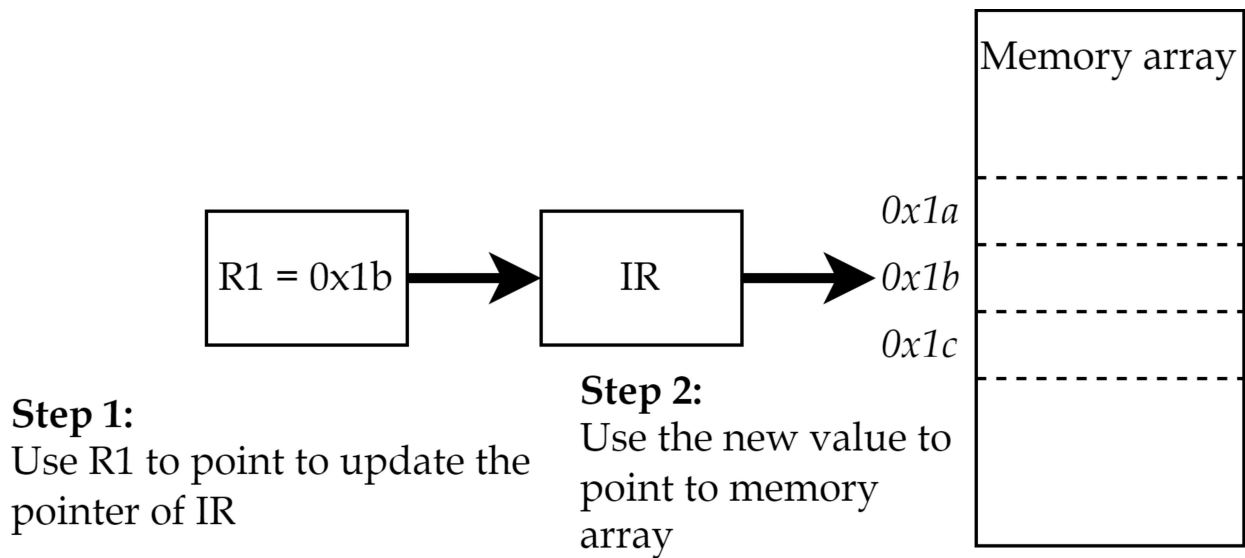 Memory array
0x1a
R1 = 0x1b
IR
0x1b
0x1c
Step 1:
Use R1 to point to update the
pointer of IR
Step 2:
Use the new value to
point to memory
array